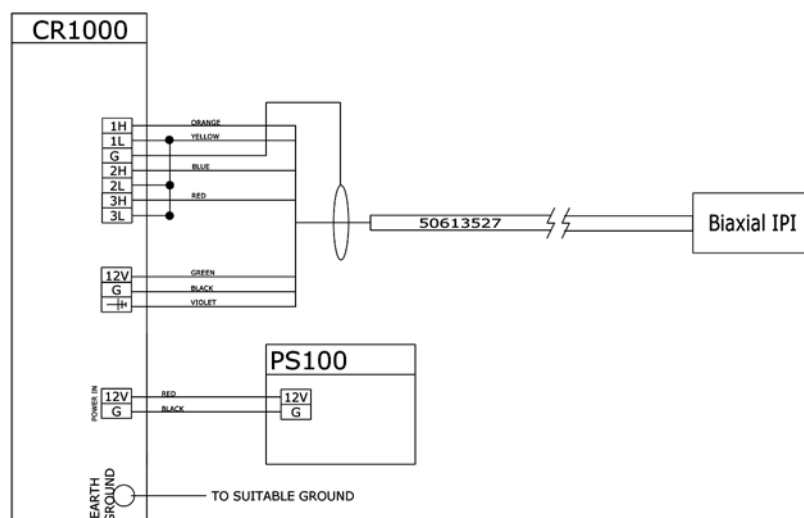 CR1000
1H ORANGE
1L YELLOW
G
2H BLUE
2L
3H RED
3L
50613527
Biaxial IPI
12V GREEN
G BLACK
VIOLET
PS100
POWER IN
12V RED 12V
G BLACK G
EARTH
GROUND
TO SUITABLE GROUND